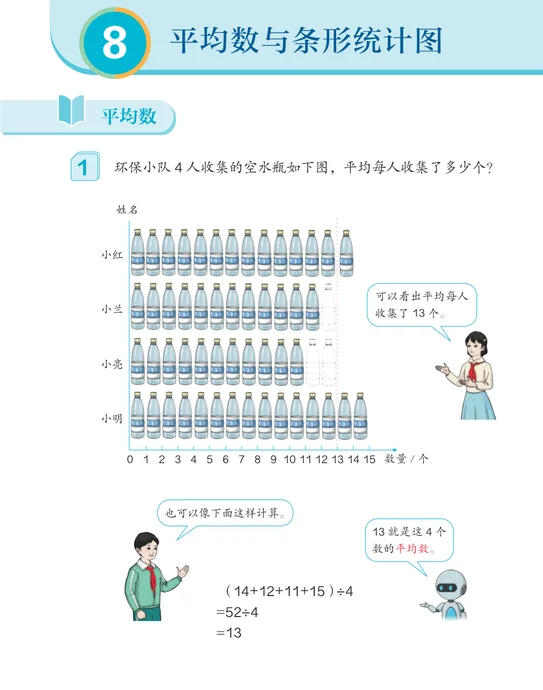 8
平均数与条形统计图
平均数
1
环保小队 4 人收集的空水瓶如下图，平均每人收集了多少个？
姓名
小红
小兰
小亮
小明
0 1 2 3 4 5 6 7 8 9 10 11 12 13 14 15 数量 / 个
可以看出平均每人
收集了 13 个。
也可以像下面这样计算。
13 就是这 4 个
数的平均数。
（14+12+11+15）÷4
=52÷4
=13